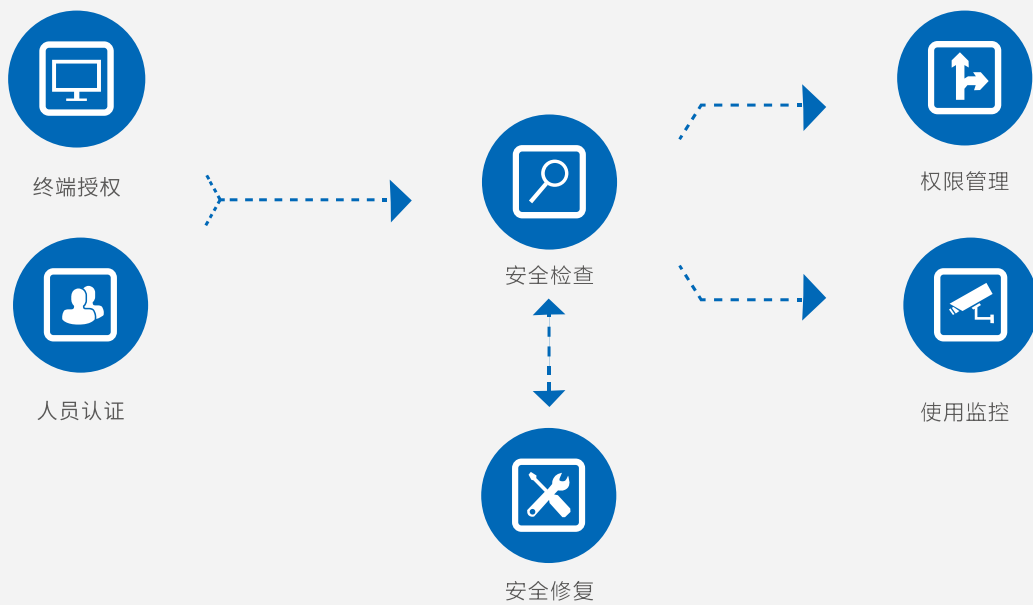 终端授权
人员认证
安全检查
安全修复
权限管理
使用监控